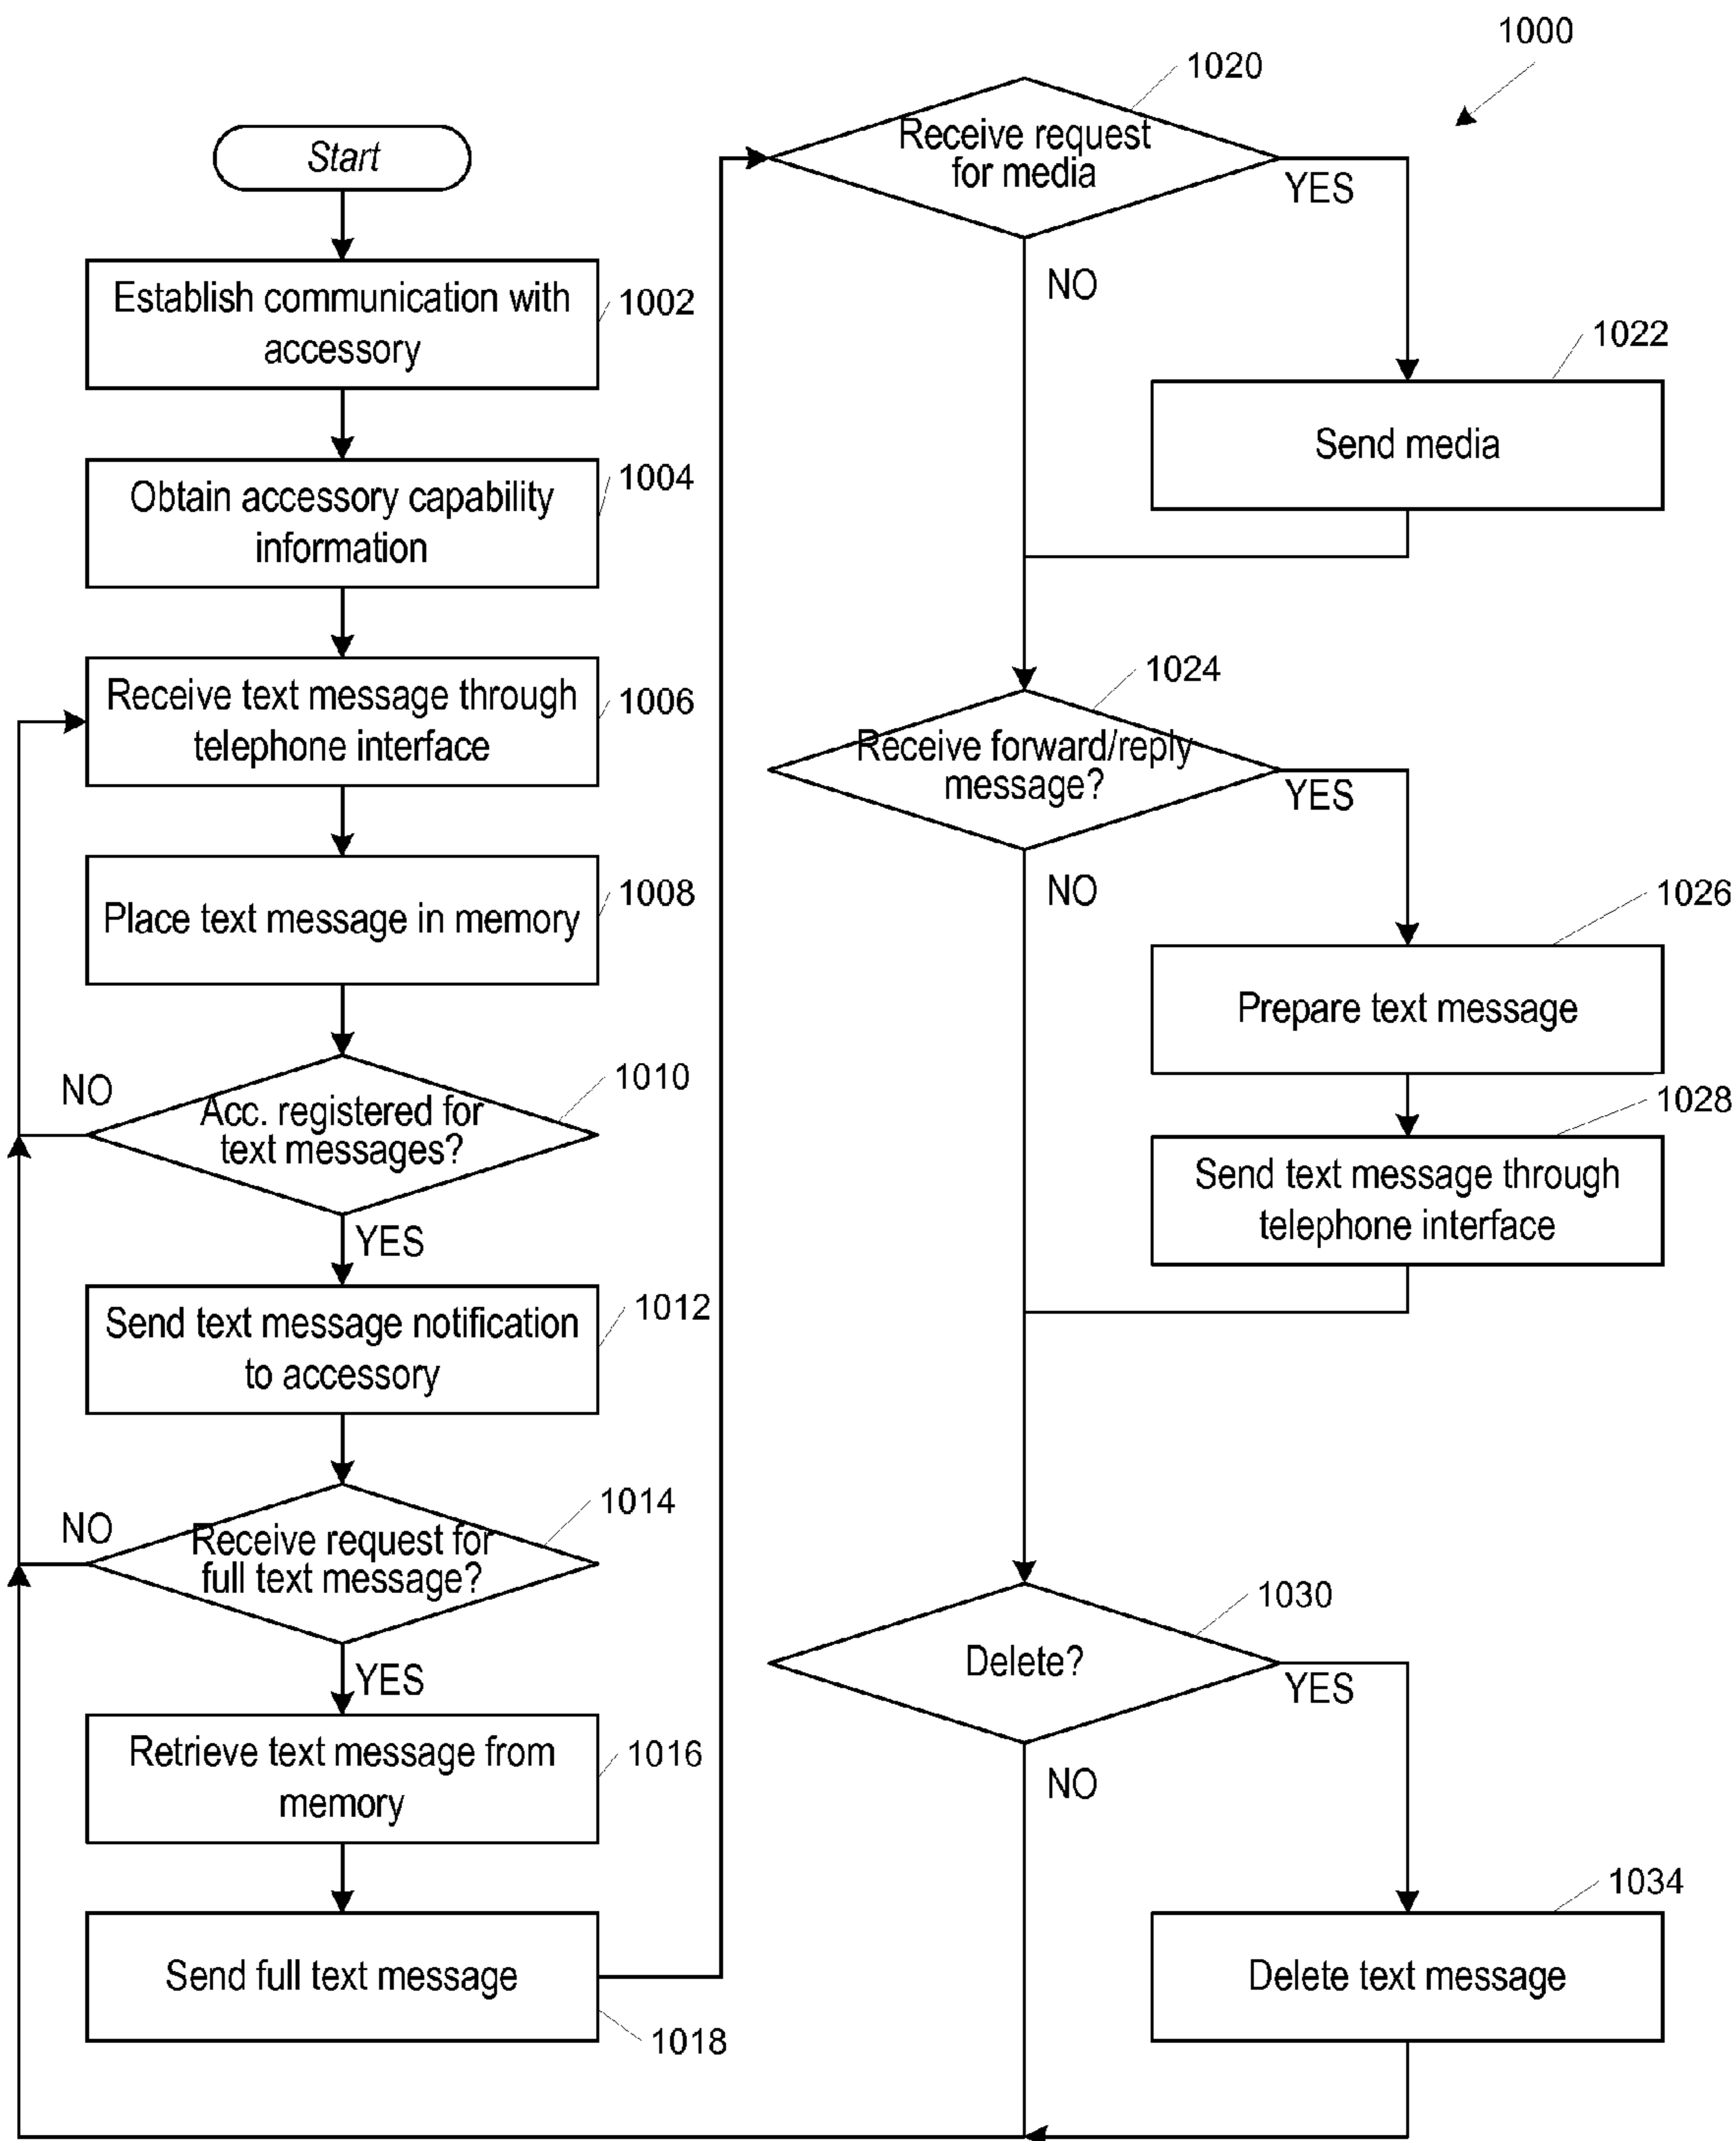 1000
Start
Establish communication with
accessory
1002
Obtain accessory capability
information
1004
Receive text message through
telephone interface
1006
Place text message in memory
1008
Acc. registered for
text messages?
1010
NO
YES
Send text message notification
to accessory
1012
Receive request for
full text message?
1014
NO
YES
Retrieve text message from
memory
1016
Send full text message
1018
Receive request
for media
1020
YES
NO
Send media
1022
Receive forward/reply
message?
1024
YES
NO
Prepare text message
1026
Send text message through
telephone interface
1028
Delete?
1030
YES
NO
Delete text message
1034